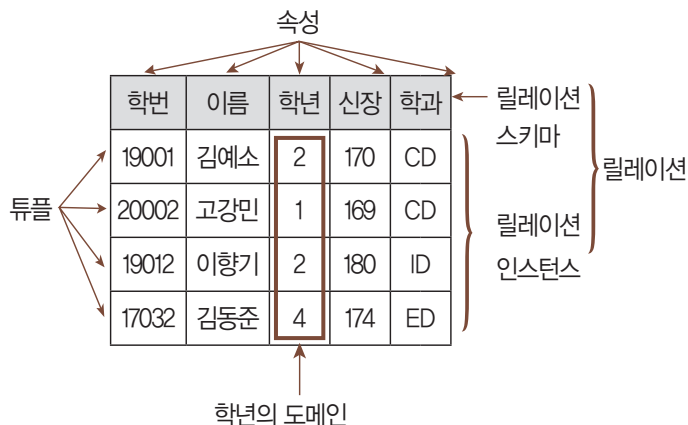 속성
학번 이름 학년 신장 학과
릴레이션
스키마
릴레이션
19001 김예소 2 170 CD
튜플
20002 고강민 1 169 CD
릴레이션
인스턴스
19012 이향기 2 180 ID
17032 김동준 4 174 ED
학년의 도메인